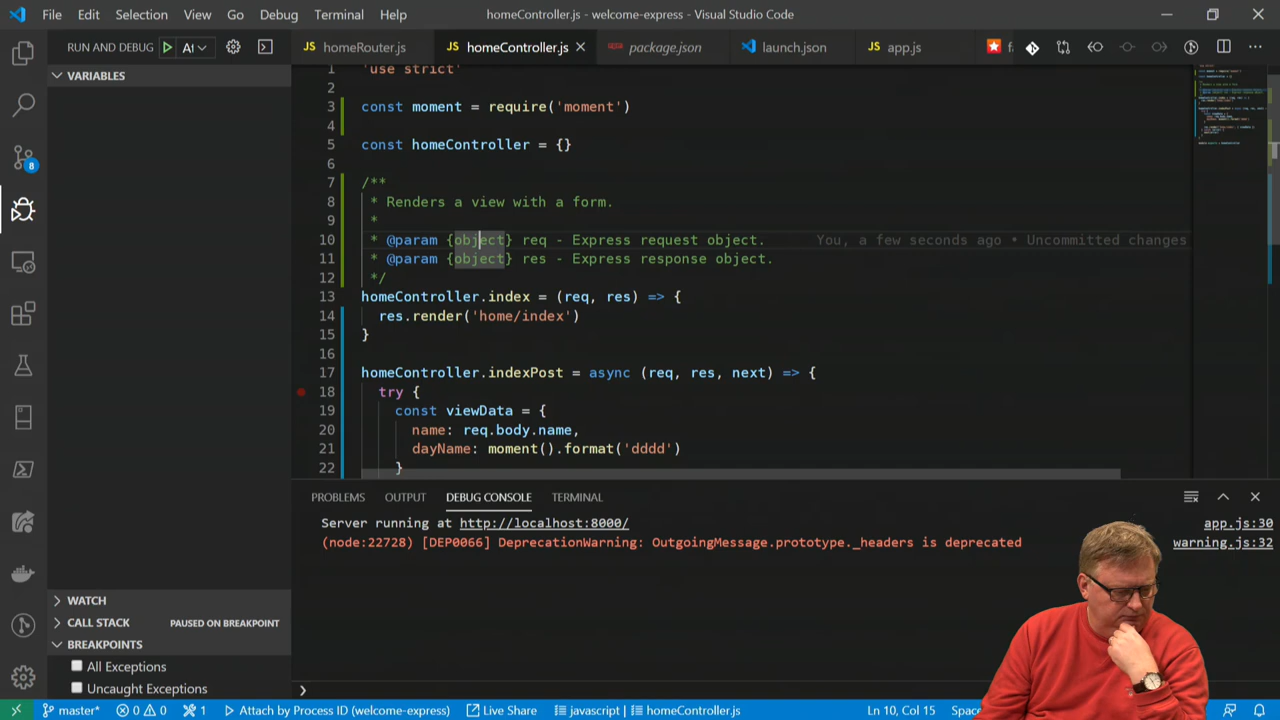 File Edit Selection View Go Debug Terminal Help homeController.js - welcome-express - Visual Studio Code
RUN AND DEBUG At homeRouter.js homeController.js package.json launch.json app.js
VARIABLES
1 'use strict'
2
3 const moment = require('moment')
4
5 const homeController = {}
6
7 /**
8 * Renders a view with a form.
9 *
10 * @param {object} req - Express request object. You, a few seconds ago • Uncommitted changes
11 * @param {object} res - Express response object.
12 */
13 homeController.index = (req, res) => {
14 res.render('home/index')
15 }
16
17 homeController.indexPost = async (req, res, next) => {
18 try {
19 const viewData = {
20 name: req.body.name,
21 dayName: moment().format('dddd')
22 }
8
PROBLEMS OUTPUT DEBUG CONSOLE TERMINAL
Server running at http://localhost:8000/ app.js:30
(node:22728) [DEP0066] DeprecationWarning: OutgoingMessage.prototype._headers is deprecated warning.js:32
WATCH
CALL STACK PAUSED ON BREAKPOINT
BREAKPOINTS
All Exceptions
Uncaught Exceptions
master* 0 0 1 Attach by Process ID (welcome-express) Live Share javascript | homeController.js Ln 10, Col 15